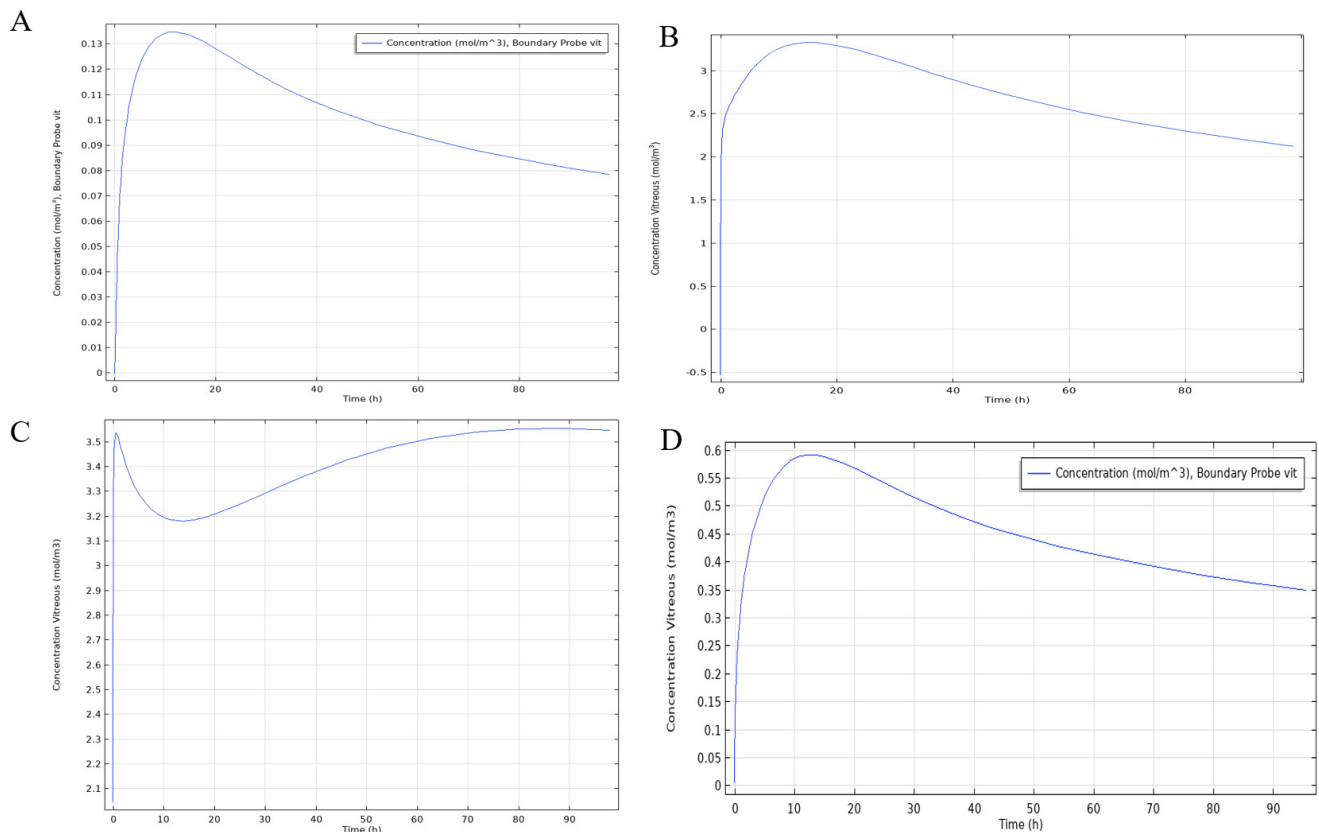 A
Concentration (mol/m^3), Boundary Probe vit
Concentration (mol/m³), Boundary Probe vit
0.13
0.12
0.11
0.1
0.09
0.08
0.07
0.06
0.05
0.04
0.03
0.02
0.01
0
0 20 40 60 80
Time (h)
B
Concentration Vitreous (mol/m³)
3
2.5
2
1.5
1
0.5
0
-0.5
0 20 40 60 80
Time (h)
C
Concentration Vitreous (mol/m3)
3.5
3.4
3.3
3.2
3.1
3
2.9
2.8
2.7
2.6
2.5
2.4
2.3
2.2
2.1
0 10 20 30 40 50 60 70 80 90
Time (h)
D
Concentration (mol/m^3), Boundary Probe vit
Concentration Vitreous (mol/m3)
0.6
0.55
0.5
0.45
0.4
0.35
0.3
0.25
0.2
0.15
0.1
0.05
0
0 10 20 30 40 50 60 70 80 90
Time (h)